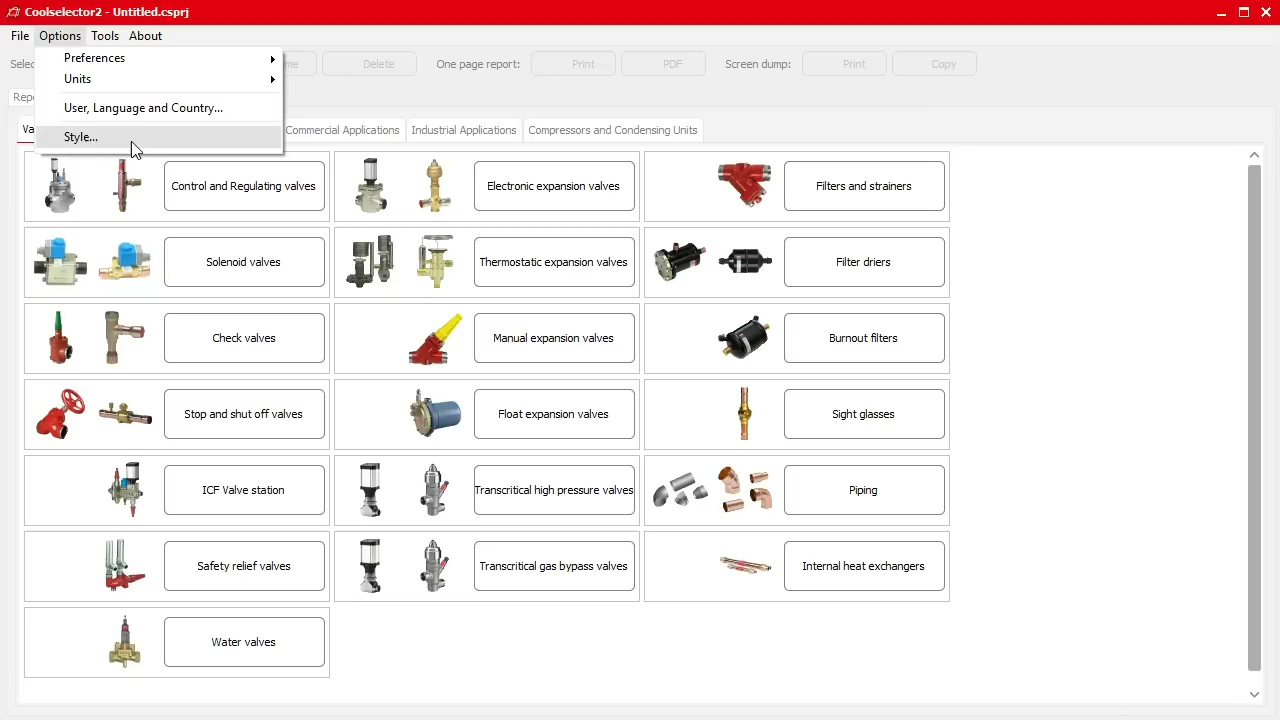 Coolselector2 - Untitled.csprj
File Options Tools About
Preferences
Units
User, Language and Country...
Style...
Delete
One page report:
Print
PDF
Screen dump:
Print
Copy
Commercial Applications
Industrial Applications
Compressors and Condensing Units
Control and Regulating valves
Electronic expansion valves
Filters and strainers
Solenoid valves
Thermostatic expansion valves
Filter driers
Check valves
Manual expansion valves
Burnout filters
Stop and shut off valves
Float expansion valves
Sight glasses
ICF Valve station
Transcritical high pressure valves
Piping
Safety relief valves
Transcritical gas bypass valves
Internal heat exchangers
Water valves